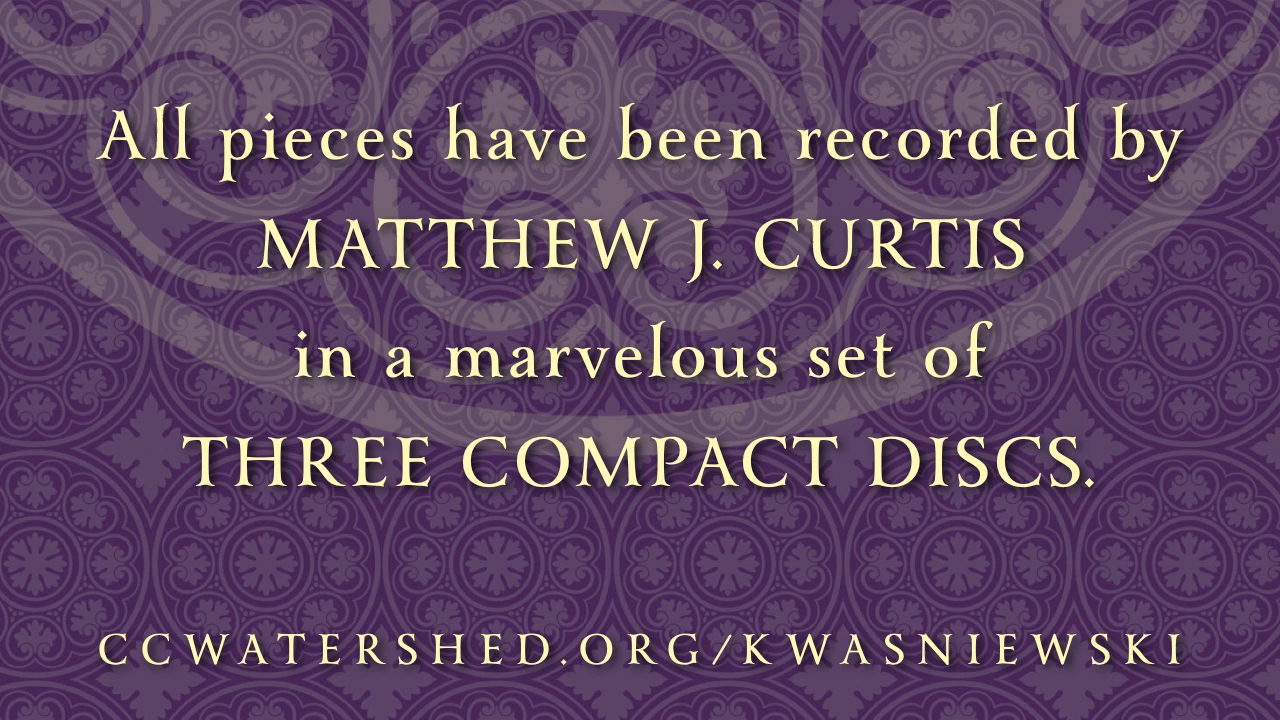 All pieces have been recorded by
MATTHEW J. CURTIS
in a marvelous set of
THREE COMPACT DISCS.
CCWATERSHED.ORG/KWASNIEWSKI